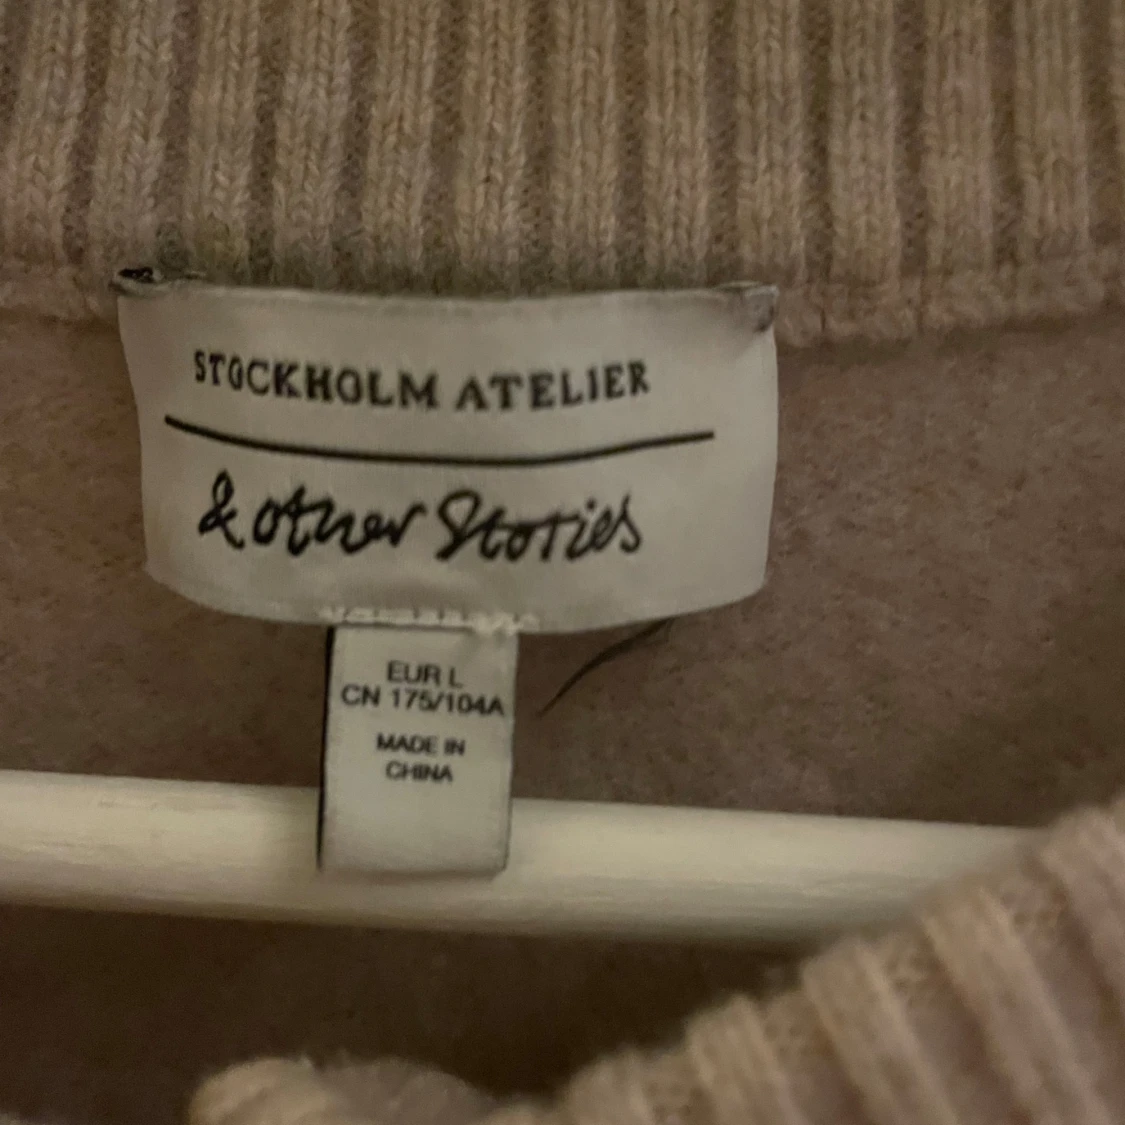 STOCKHOLM ATELIER
& other Stories
EUR L
CN 175/104A
MADE IN
CHINA